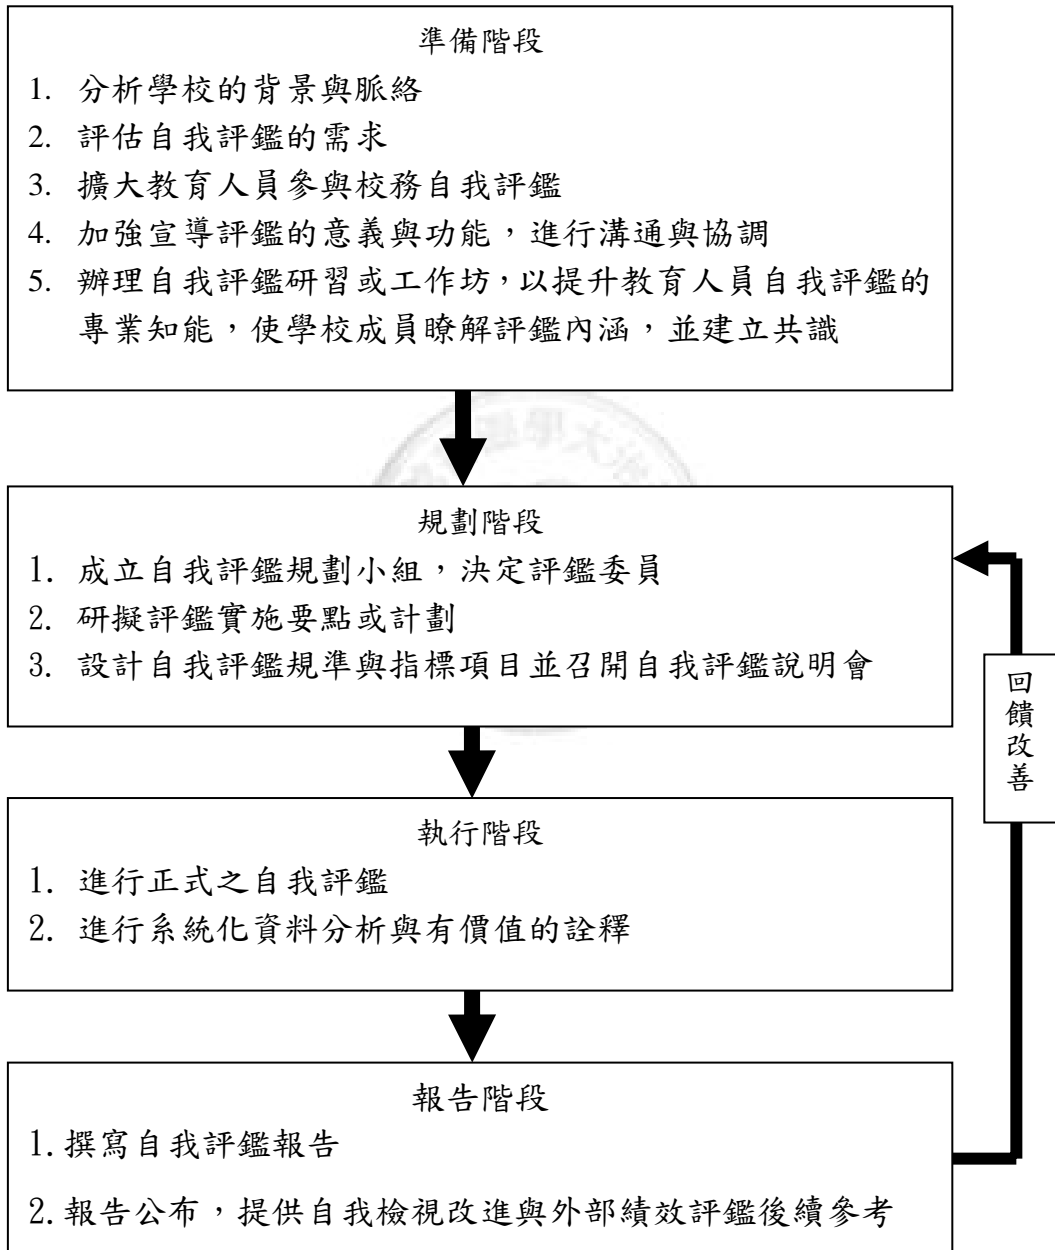 準備階段
1. 分析學校的背景與脈絡
2. 評估自我評鑑的需求
3. 擴大教育人員參與校務自我評鑑
4. 加強宣導評鑑的意義與功能，進行溝通與協調
5. 辦理自我評鑑研習或工作坊，以提升教育人員自我評鑑的
專業知能，使學校成員瞭解評鑑內涵，並建立共識
規劃階段
1. 成立自我評鑑規劃小組，決定評鑑委員
2. 研擬評鑑實施要點或計劃
3. 設計自我評鑑規準與指標項目並召開自我評鑑說明會
回饋改善
執行階段
1. 進行正式之自我評鑑
2. 進行系統化資料分析與有價值的詮釋
報告階段
1.撰寫自我評鑑報告
2.報告公布，提供自我檢視改進與外部績效評鑑後續參考